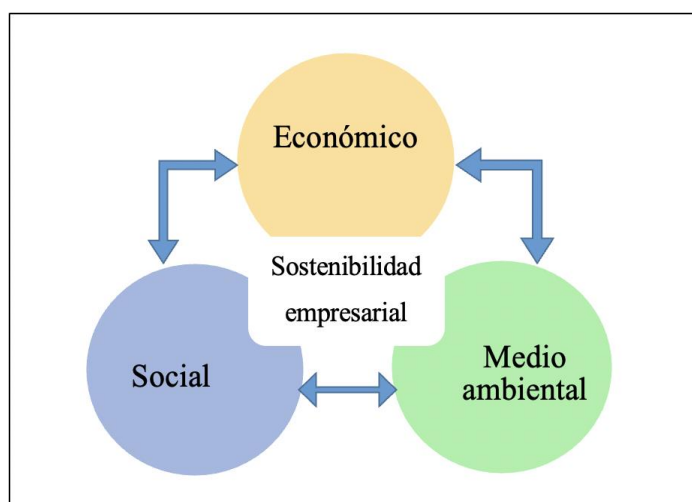 Económico
Sostenibilidad
empresarial
Social
Medio
ambiental